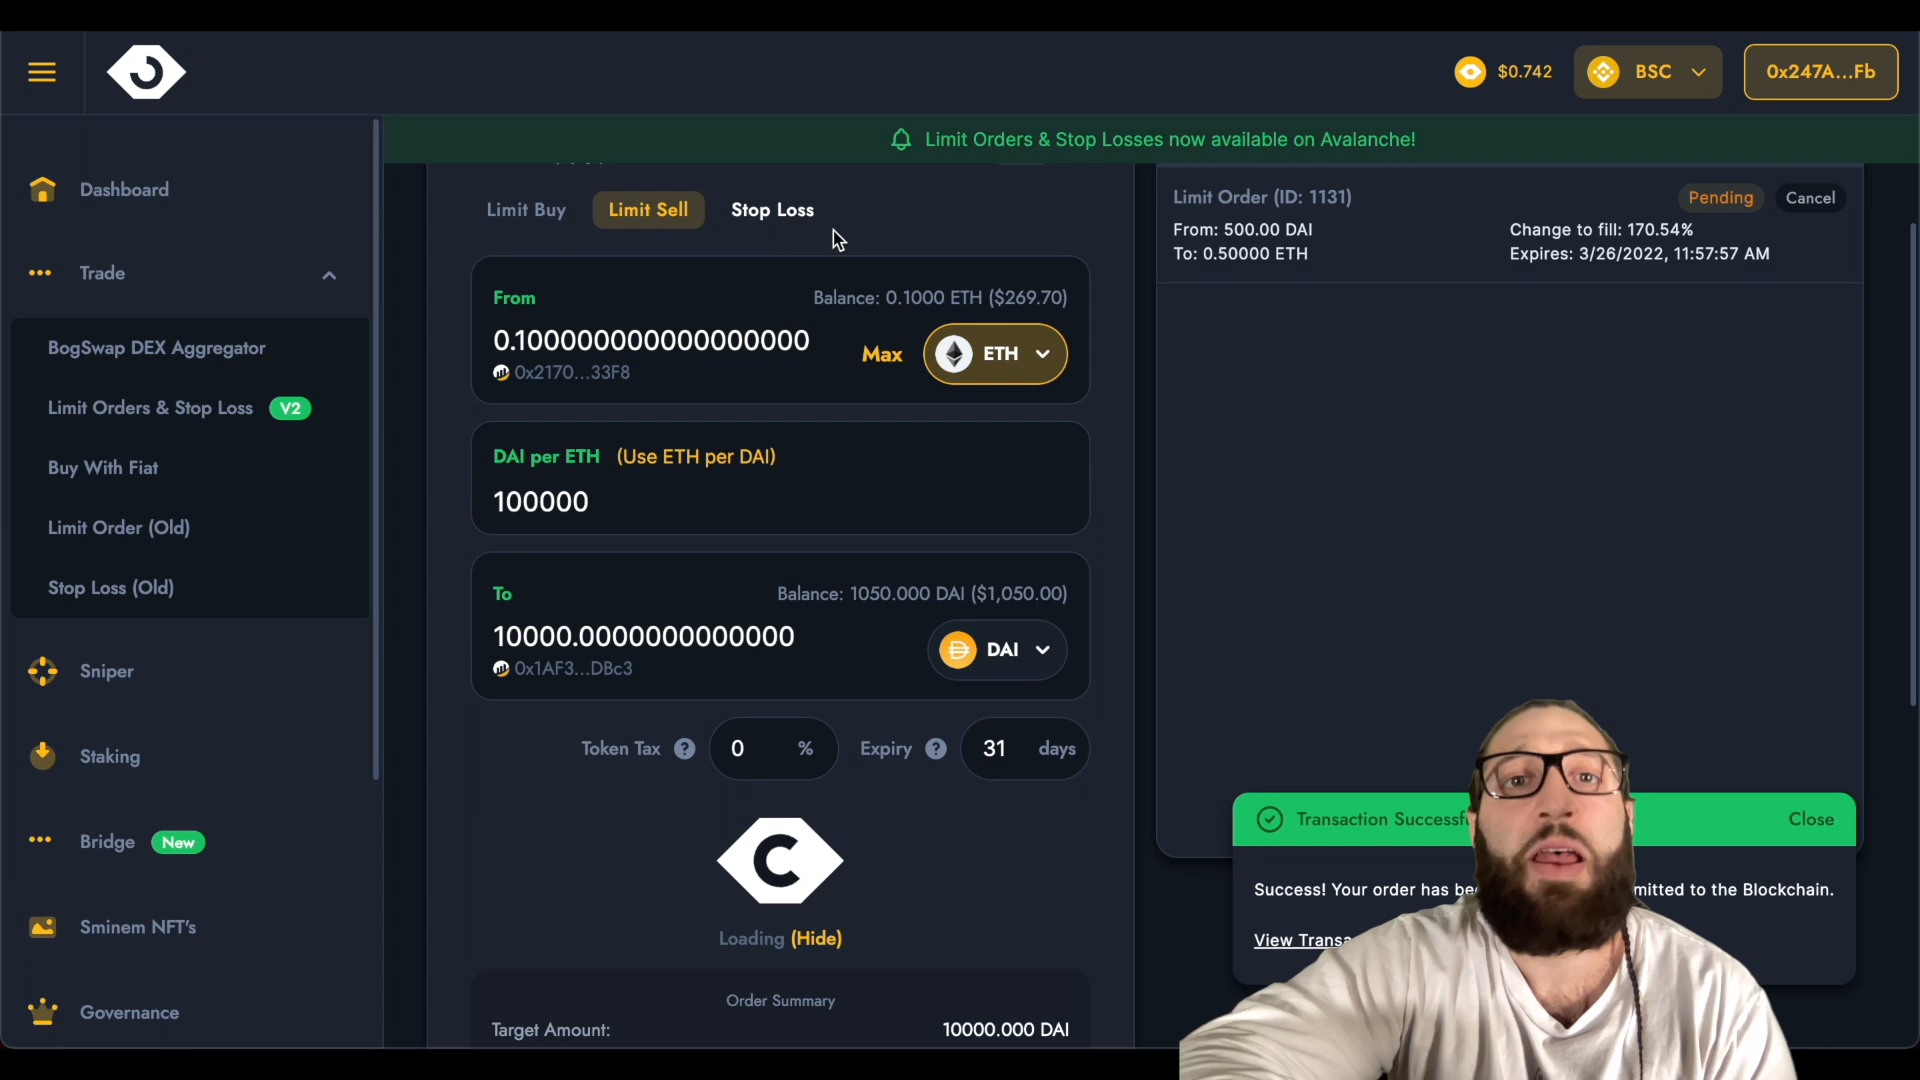 $0.742
BSC
0x247A...Fb
Limit Orders & Stop Losses now available on Avalanche!
Dashboard
Trade
BogSwap DEX Aggregator
Limit Orders & Stop Loss V2
Buy With Fiat
Limit Order (Old)
Stop Loss (Old)
Sniper
Staking
Bridge New
Sminem NFT's
Governance
Limit Buy
Limit Sell
Stop Loss
From
Balance: 0.1000 ETH ($269.70)
0.100000000000000000
Max
ETH
0x2170...33F8
DAI per ETH (Use ETH per DAI)
100000
To
Balance: 1050.000 DAI ($1,050.00)
10000.0000000000000
DAI
0x1AF3...DBc3
Token Tax ? 0 %
Expiry ? 31 days
Loading (Hide)
Order Summary
Target Amount: 10000.000 DAI
Limit Order (ID: 1131)
Pending
Cancel
From: 500.00 DAI
Change to fill: 170.54%
To: 0.50000 ETH
Expires: 3/26/2022, 11:57:57 AM
Transaction
Close
Success! Your order has
to the Blockchain.
View